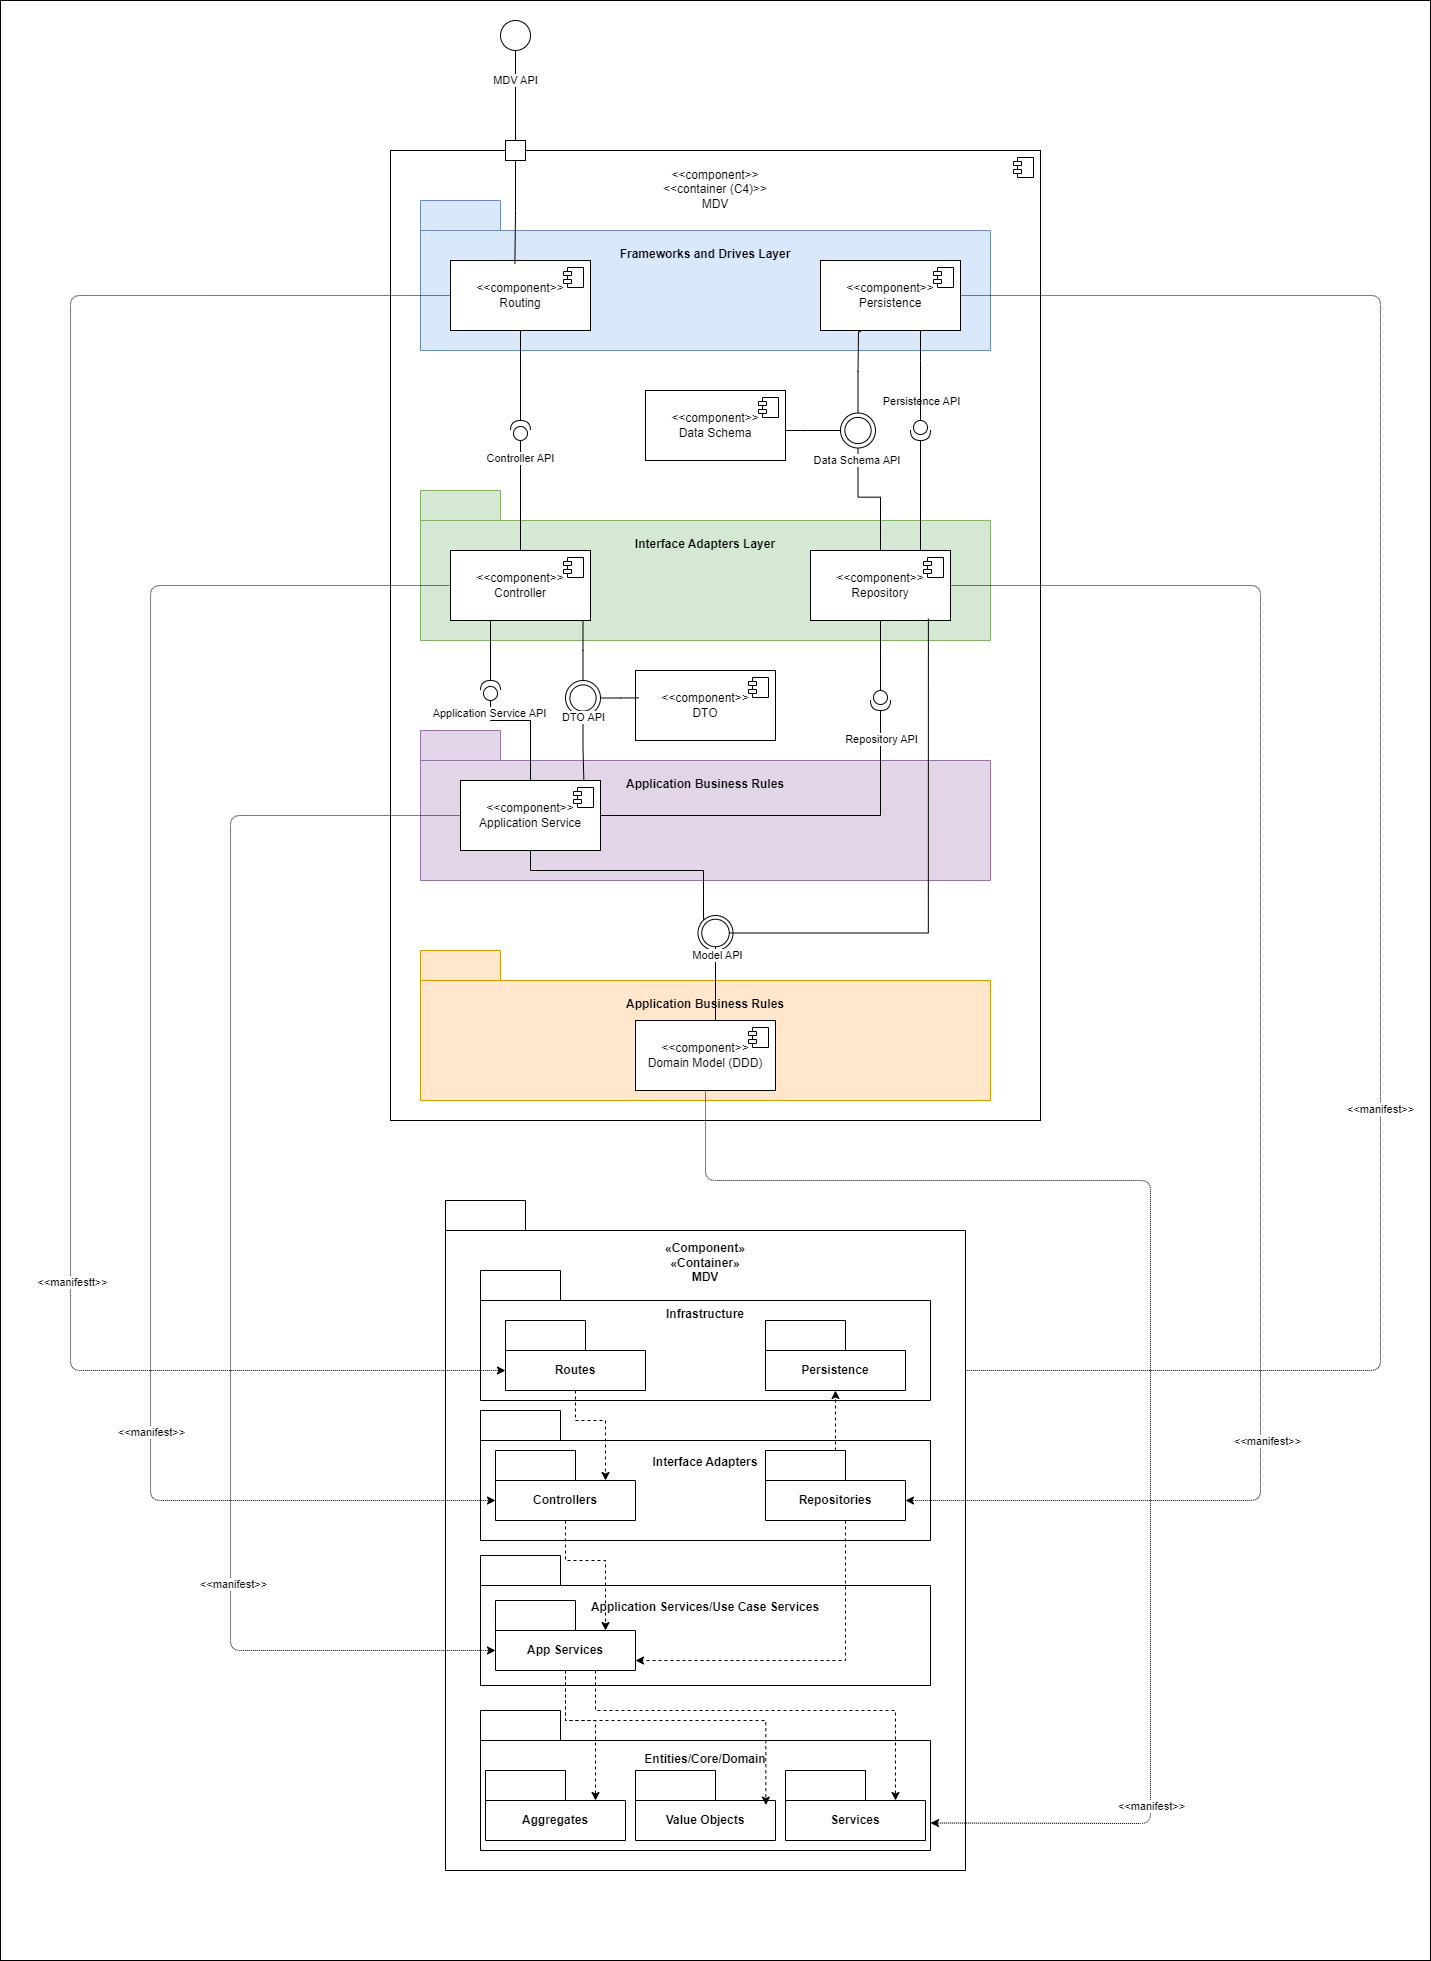 MDV API
<<component>>
<<container (C4)>>
MDV
Frameworks and Drives Layer
<<component>>
Routing
<<component>>
Persistence
<<component>>
Data Schema
Persistence API
Controller API
Data Schema API
Interface Adapters Layer
<<component>>
Controller
<<component>>
Repository
<<component>>
DTO
Application Service API
DTO API
Repository API
Application Business Rules
<<component>>
Application Service
Model API
Application Business Rules
<<component>>
Domain Model (DDD)
<<manifest>>
«Component»
«Container»
MDV
<<manifestt>>
Infrastructure
Routes
Persistence
<<manifest>>
<<manifest>>
Interface Adapters
Controllers
Repositories
<<manifest>>
Application Services/Use Case Services
App Services
Entities/Core/Domain
<<manifest>>
Aggregates
Value Objects
Services